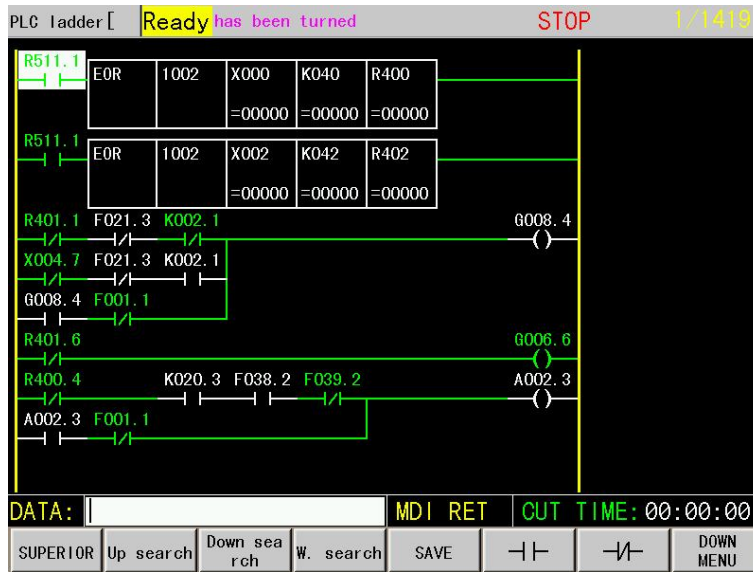 PLC ladder[ Ready has been turned STOP 1/1419
R511.1 EOR 1002 X000 K040 R400
=00000 =00000 =00000
R511.1 EOR 1002 X002 K042 R402
=00000 =00000 =00000
R401.1 F021.3 K002.1 G008.4
X004.7 F021.3 K002.1
G008.4 F001.1
R401.6 G006.6
R400.4 K020.3 F038.2 F039.2 A002.3
A002.3 F001.1
DATA: MDI RET CUT TIME:00:00:00
SUPERIOR Up search Down sea W. search SAVE DOWN
rch MENU